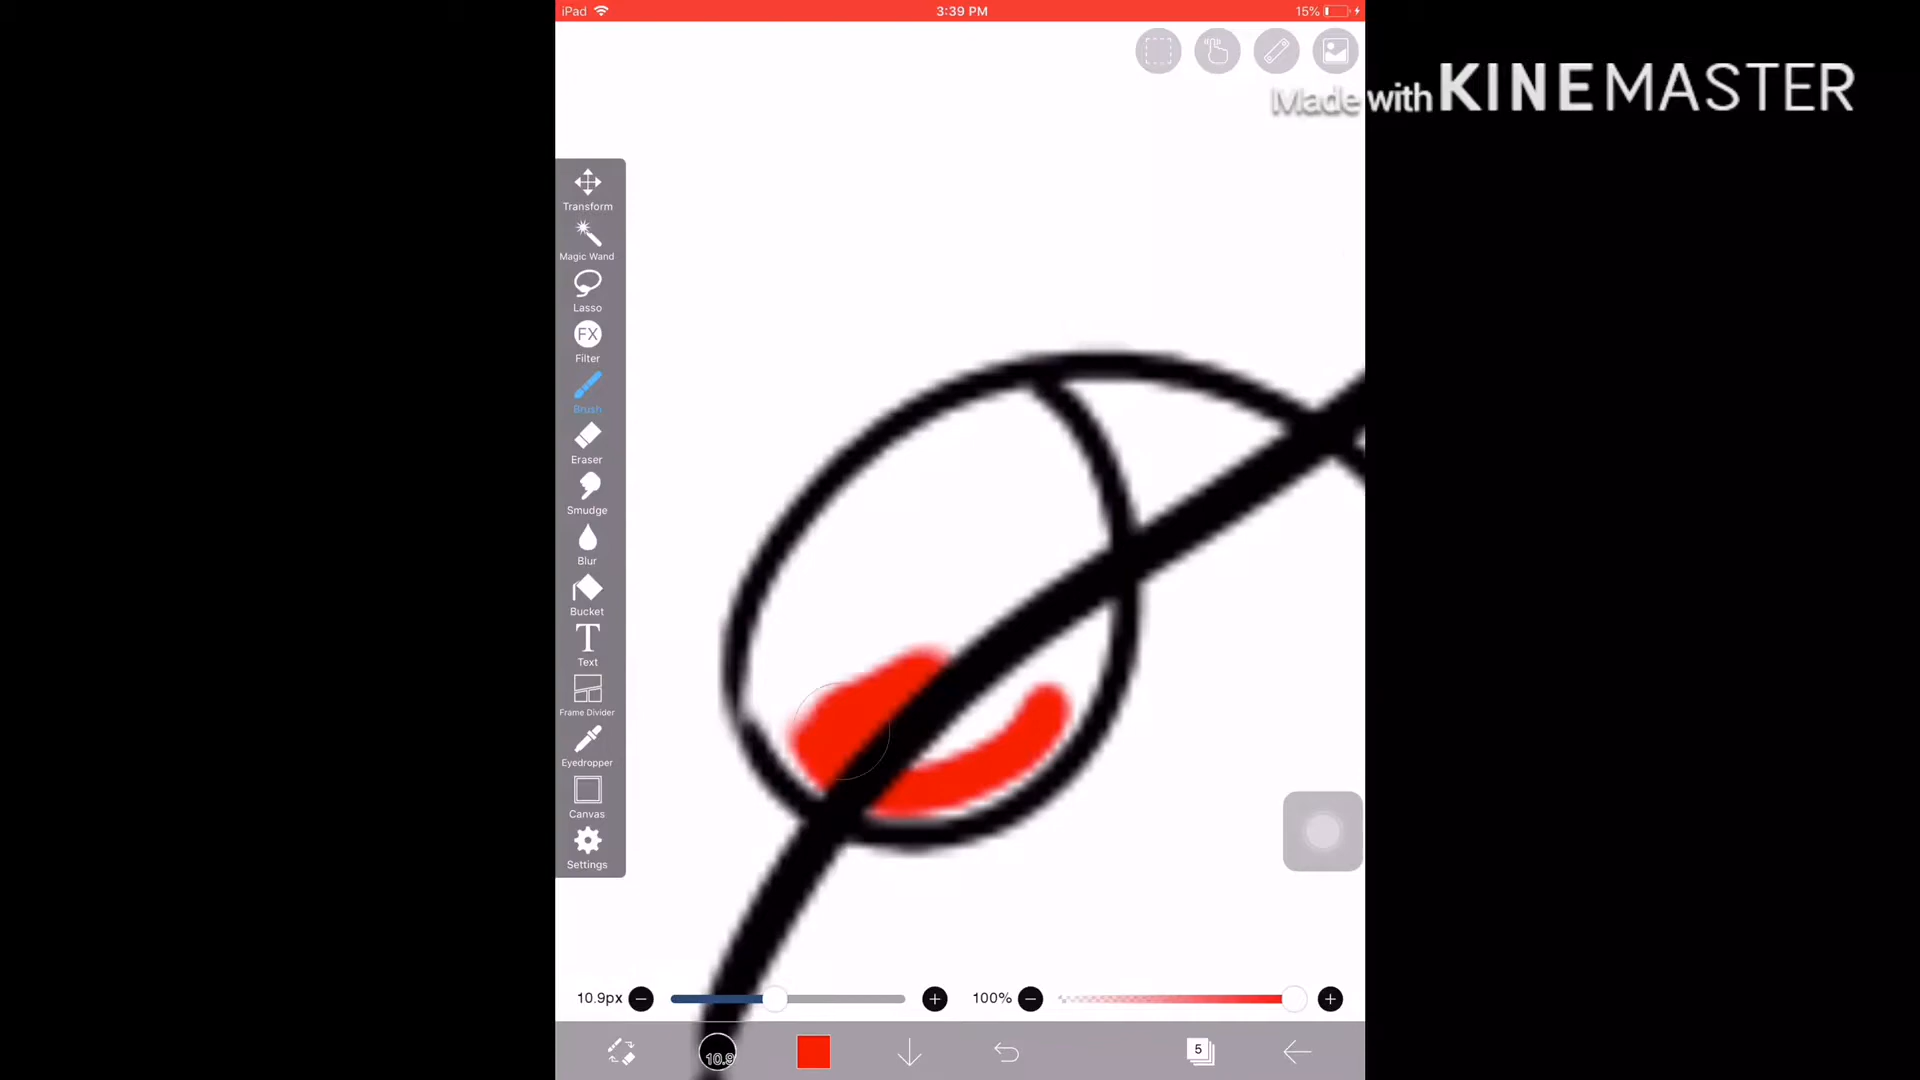 iPad
3:39 PM
15%
Made with KINEMASTER
Transform
Magic Wand
Lasso
FX
Filter
Brush
Eraser
Smudge
Blur
Bucket
T
Text
Frame Divider
Eyedropper
Canvas
Settings
10.9px
100%
10.9
5